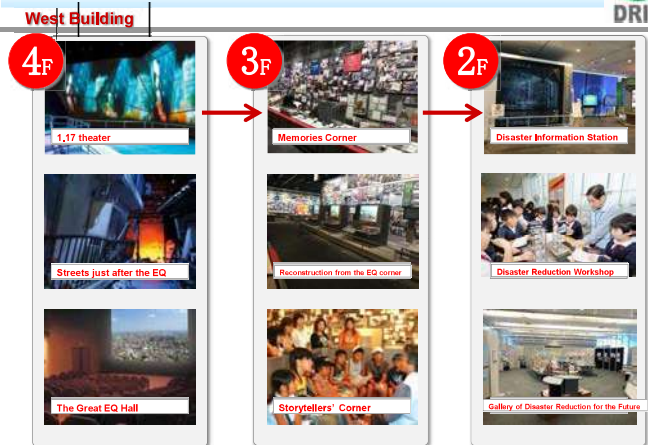 West Building
DRI
4F
3F
2F
1.17 theater
Memories Corner
Disaster Information Station
Streets just after the EQ
Reconstruction from the EQ corner
Disaster Reduction Workshop
The Great EQ Hall
Storytellers' Corner
Gallery of Disaster Reduction for the Future